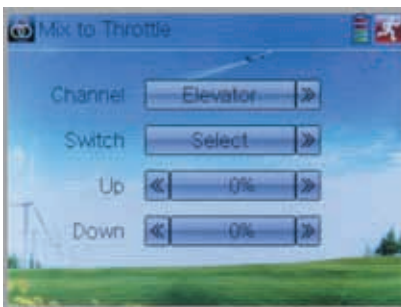 Mix to Throttle
Channel Elevator
Switch Select
Up 0%
Down 0%